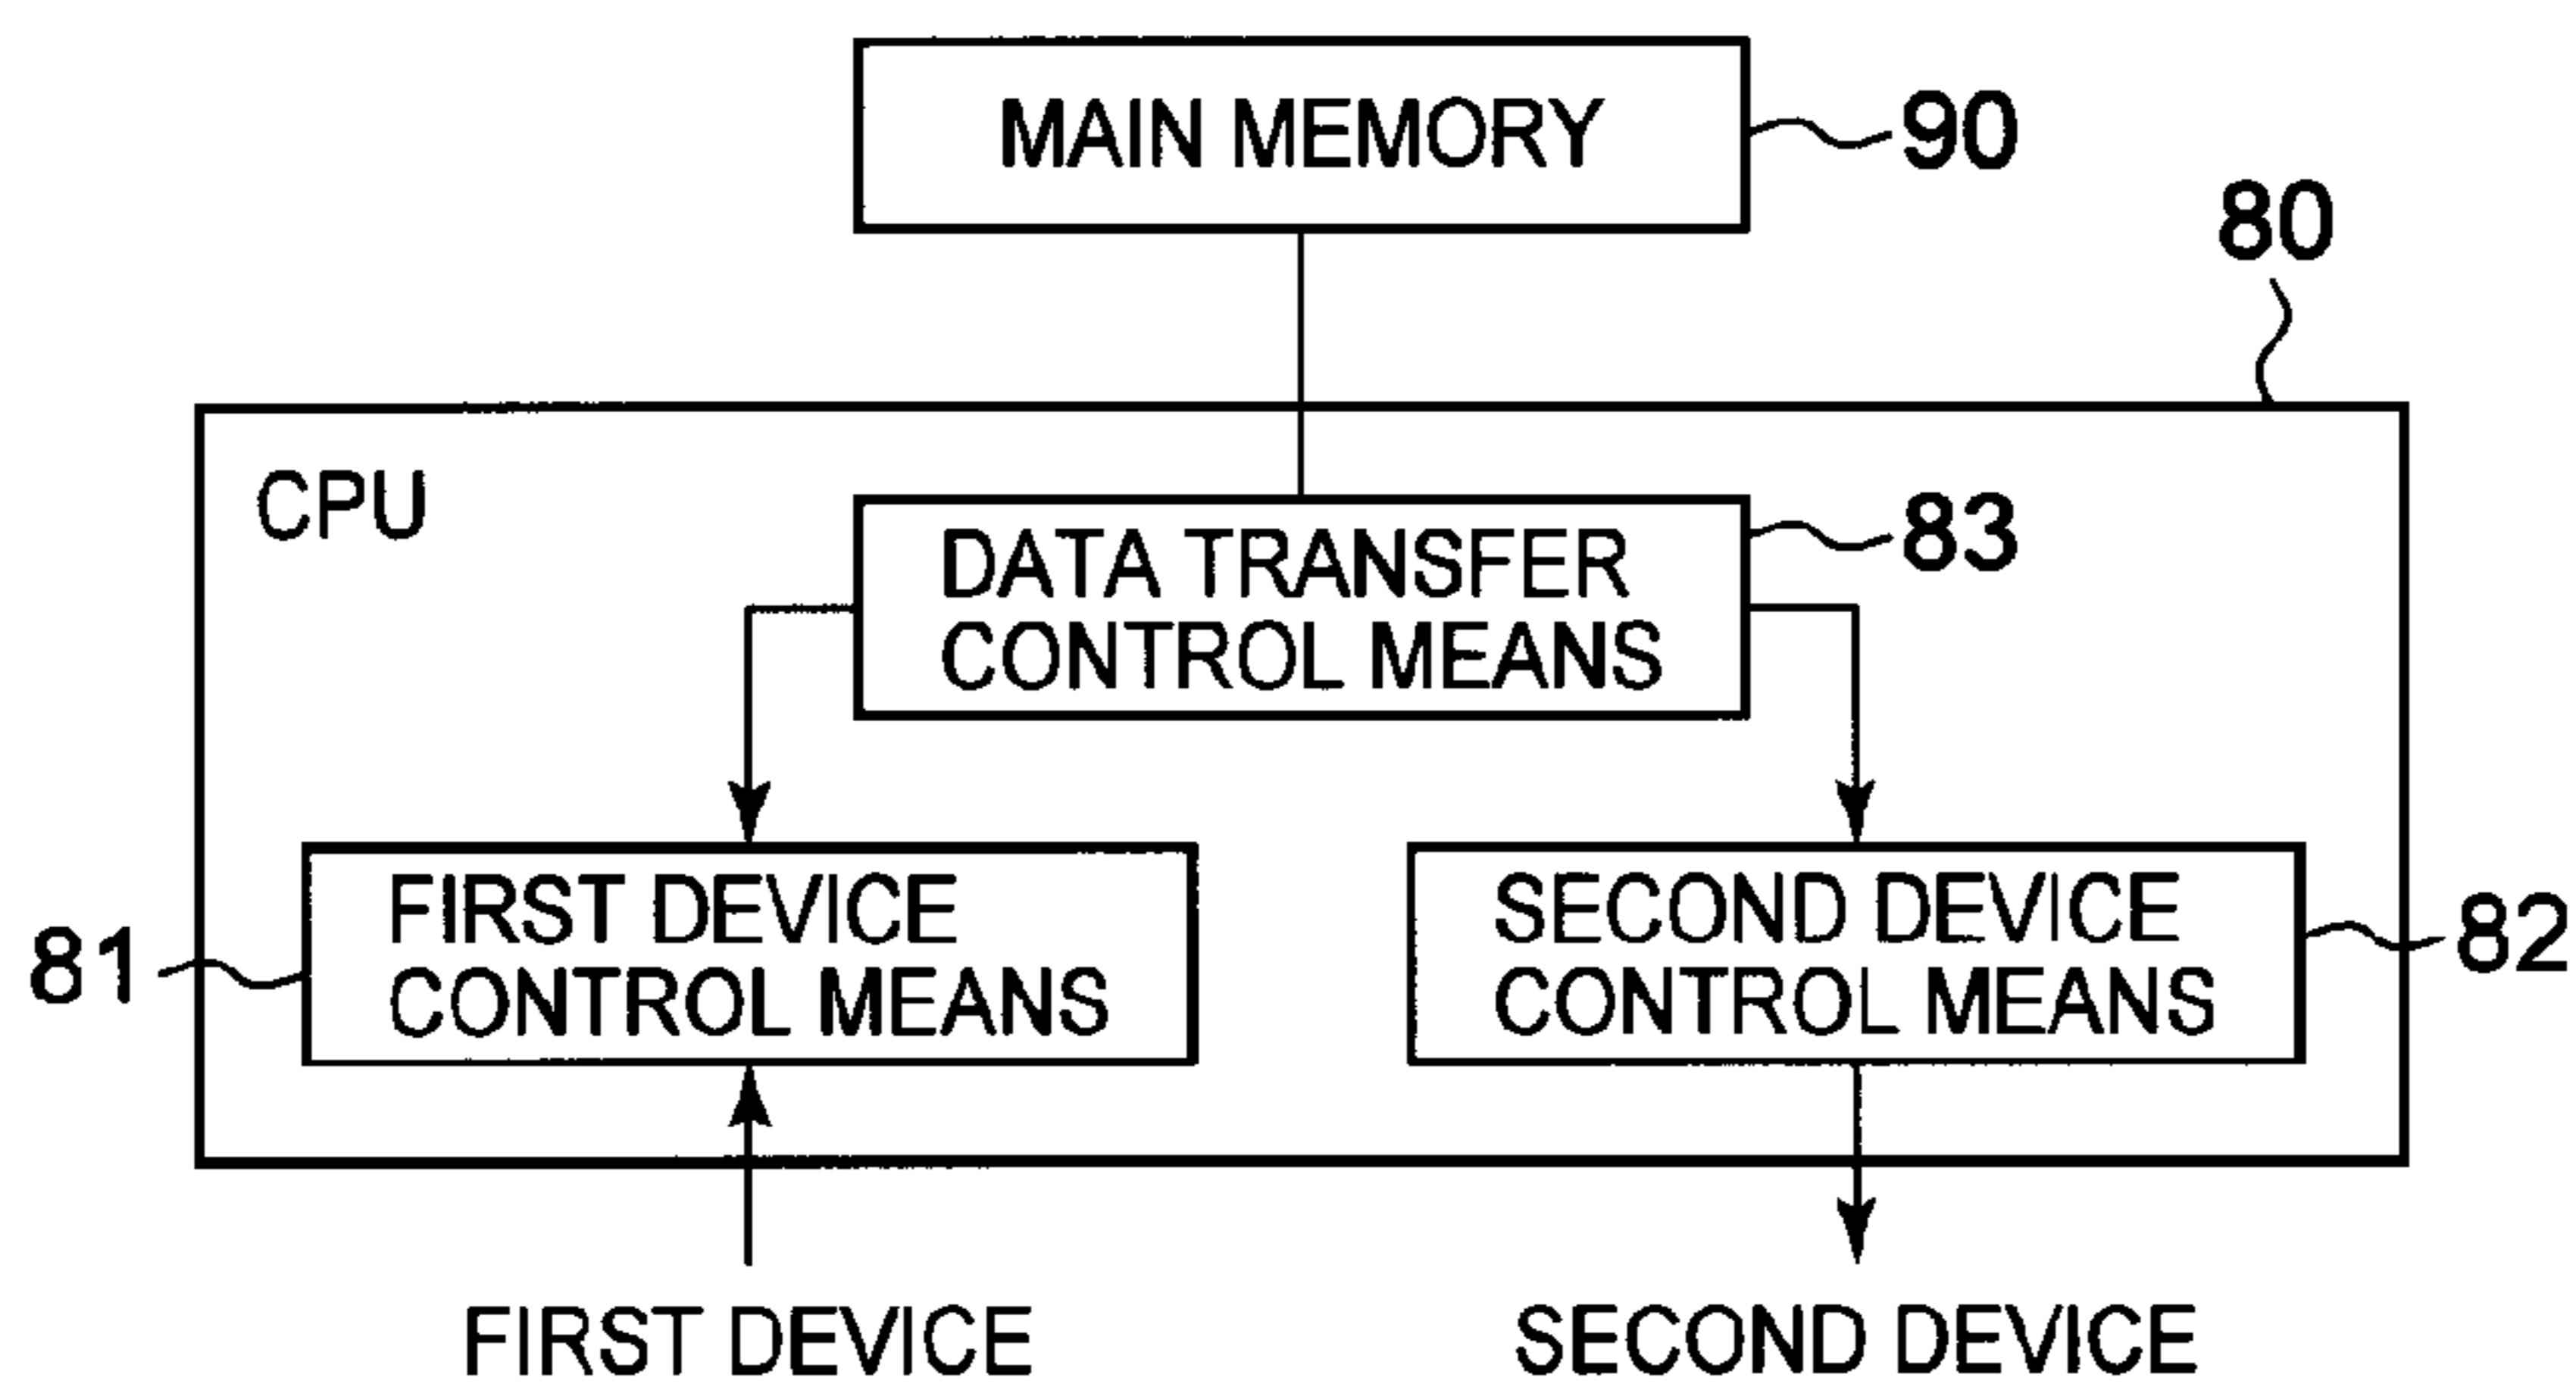 MAIN MEMORY
90
80
CPU
DATA TRANSFER
CONTROL MEANS
83
FIRST DEVICE
CONTROL MEANS
81
SECOND DEVICE
CONTROL MEANS
82
FIRST DEVICE
SECOND DEVICE